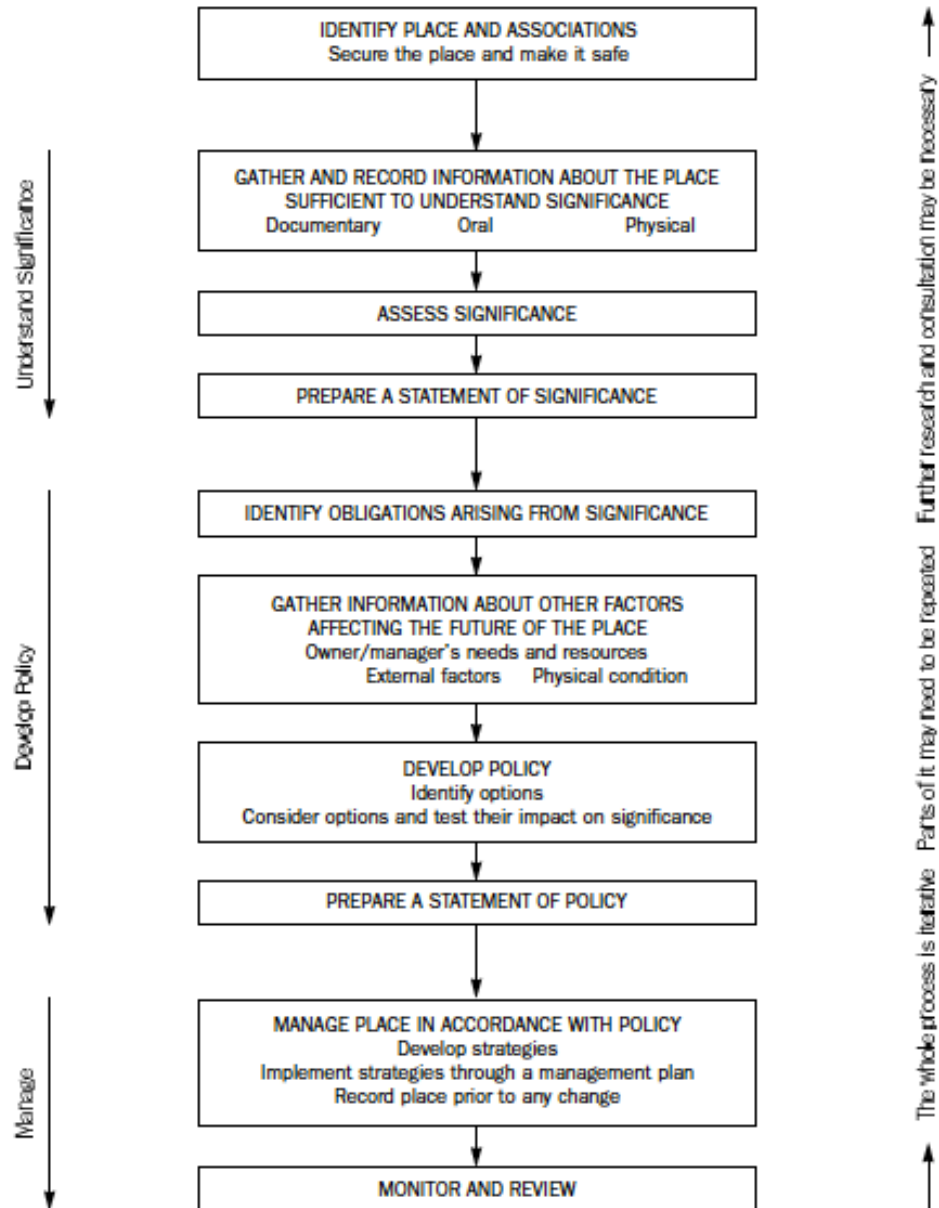 IDENTIFY PLACE AND ASSOCIATIONS
Secure the place and make it safe
Understand Significance
GATHER AND RECORD INFORMATION ABOUT THE PLACE
SUFFICIENT TO UNDERSTAND SIGNIFICANCE
Documentary Oral Physical
ASSESS SIGNIFICANCE
PREPARE A STATEMENT OF SIGNIFICANCE
Develop Policy
IDENTIFY OBLIGATIONS ARISING FROM SIGNIFICANCE
GATHER INFORMATION ABOUT OTHER FACTORS
AFFECTING THE FUTURE OF THE PLACE
Owner/manager's needs and resources
External factors Physical condition
DEVELOP POLICY
Identify options
Consider options and test their impact on significance
PREPARE A STATEMENT OF POLICY
Manage
MANAGE PLACE IN ACCORDANCE WITH POLICY
Develop strategies
Implement strategies through a management plan
Record place prior to any change
MONITOR AND REVIEW
The whole process is iterative Parts of it may need to be repeated Further research and consultation may be necessary